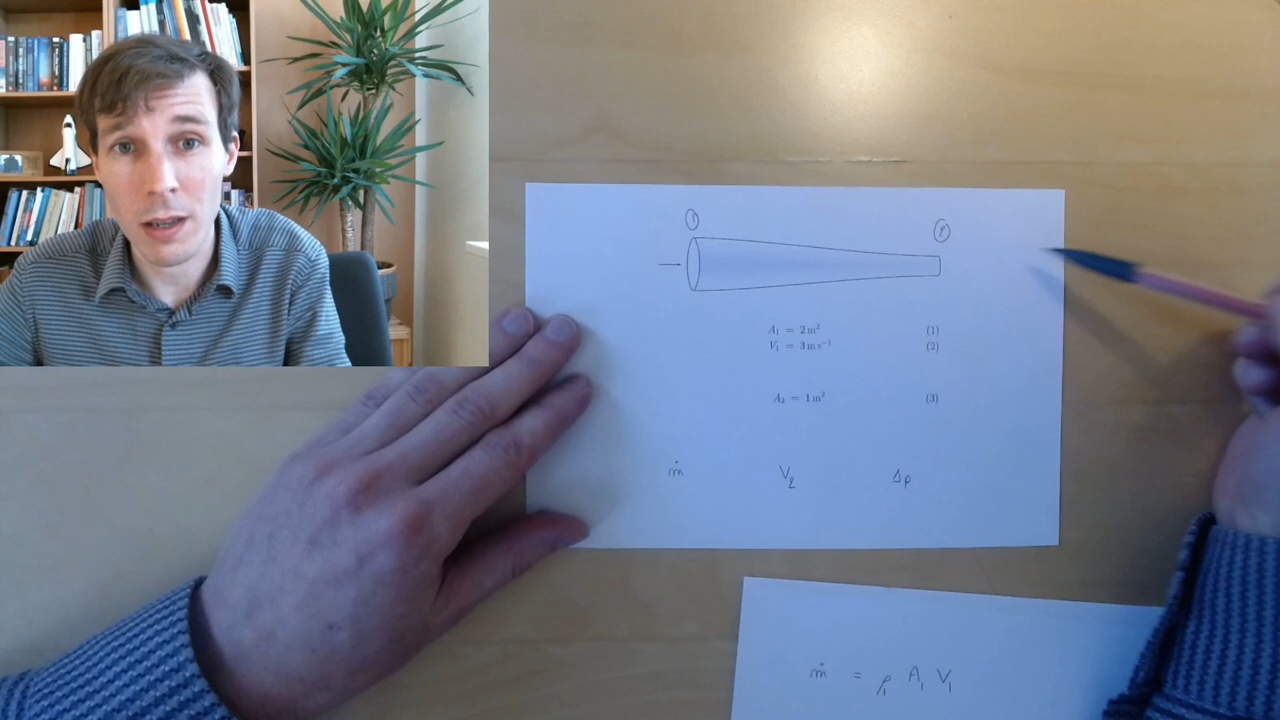 ① ②
A₁ = 2 m² (1)
V₁ = 3 m s⁻¹ (2)
A₂ = 1 m² (3)
ṁ V₂ Δp
ṁ = ρ₁ A₁ V₁